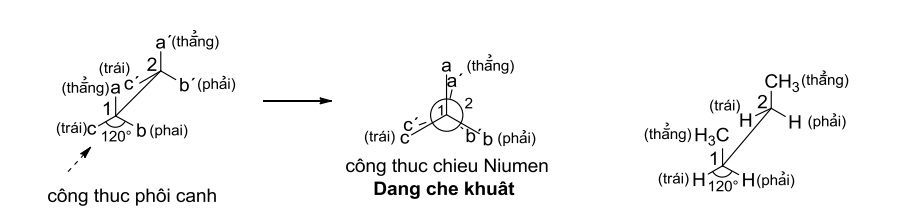 a´(thẳng)
(trái)
2
(thẳng)a c´
b´(phải)
1
(trái)c 120° b (phai)
công thuc phôi canh
a (thẳng)
a´
1 2
c´
(trái) c
b´ b (phải)
công thuc chieu Niumen
Dang che khuât
CH3(thẳng)
(trái) 2
H H (phải)
(thẳng) H3C
1
(trái) H 120° H(phải)